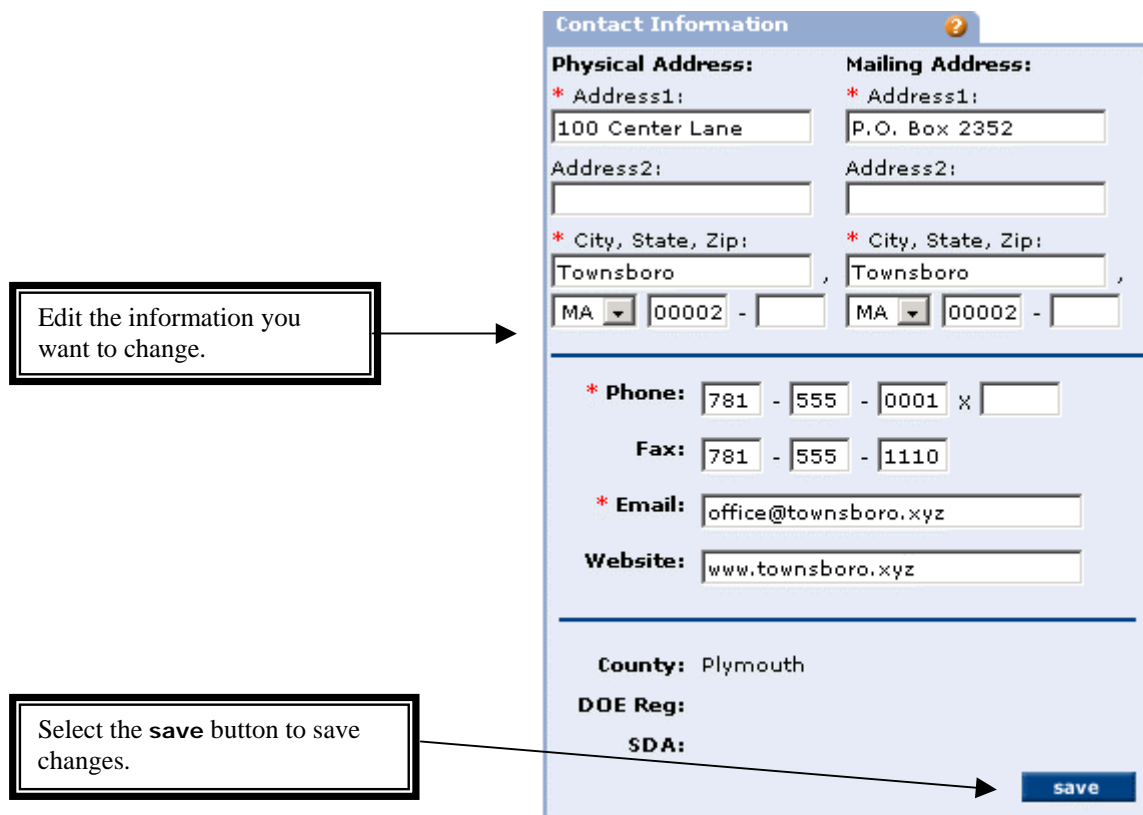 Contact Information ?
Physical Address: Mailing Address:
* Address1: * Address1:
100 Center Lane P.O. Box 2352
Address2: Address2:
* City, State, Zip: * City, State, Zip:
Townsboro , Townsboro ,
MA 00002 - MA 00002 -
Edit the information you
want to change.
* Phone: 781 - 555 - 0001 x
Fax: 781 - 555 - 1110
* Email: office@townsboro.xyz
Website: www.townsboro.xyz
County: Plymouth
DOE Reg:
SDA:
Select the save button to save
changes.
save